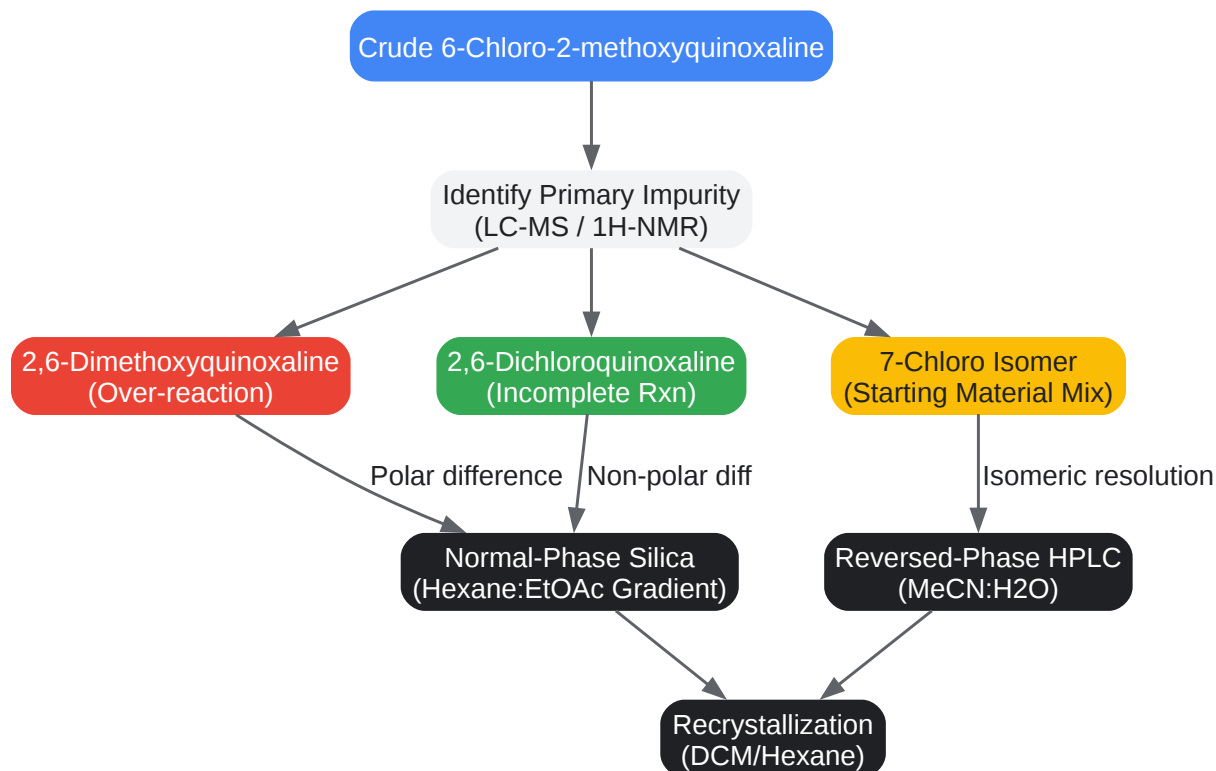 Crude 6-Chloro-2-methoxyquinoxaline
Identify Primary Impurity
(LC-MS / 1H-NMR)
2,6-Dimethoxyquinoxaline
(Over-reaction)
2,6-Dichloroquinoxaline
(Incomplete Rxn)
7-Chloro Isomer
(Starting Material Mix)
Polar difference
Non-polar diff
Isomeric resolution
Normal-Phase Silica
(Hexane:EtOAc Gradient)
Reversed-Phase HPLC
(MeCN:H2O)
Recrystallization
(DCM/Hexane)